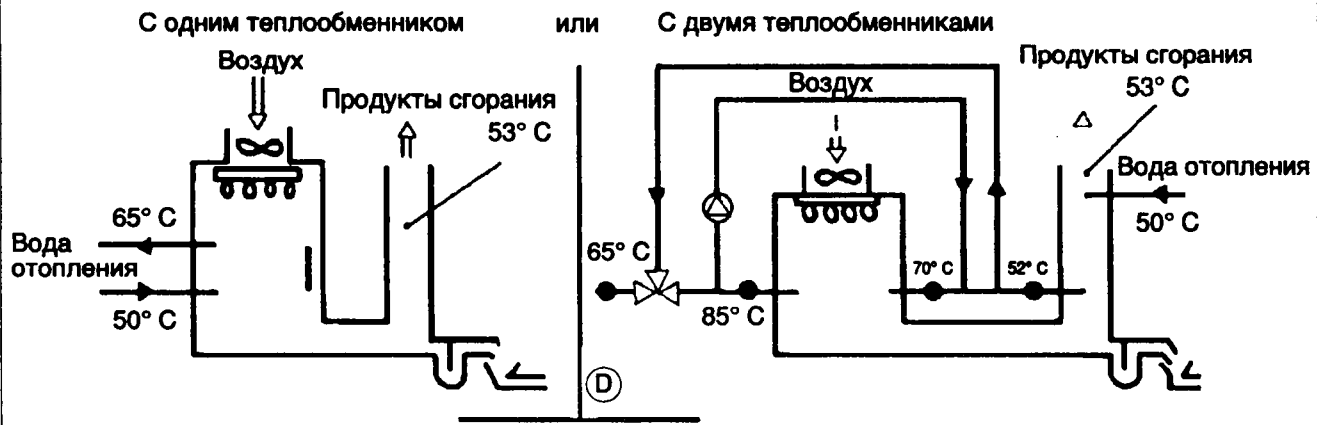 С одним теплообменником или С двумя теплообменниками
Воздух
Продукты сгорания
53° C
65° C
Вода
отопления
50° C
Воздух
Продукты сгорания
53° C
Вода отопления
50° C
65° C
85° C
70° C
52° C
D